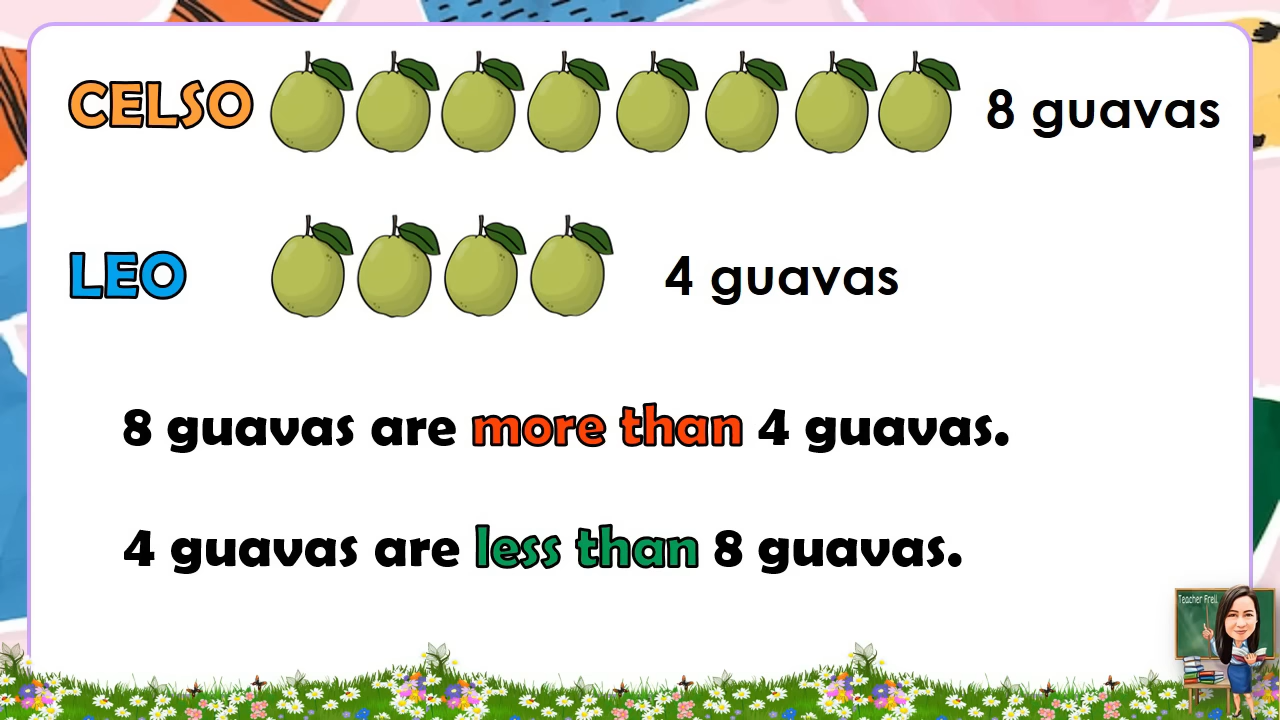 CELSO 8 guavas
LEO 4 guavas
8 guavas are more than 4 guavas.
4 guavas are less than 8 guavas.
Teacher Frell